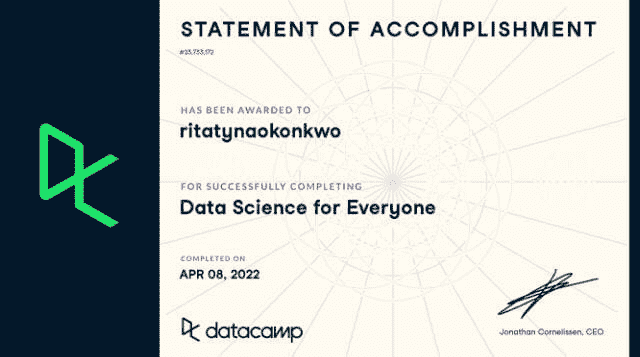 STATEMENT OF ACCOMPLISHMENT
#23,733,172
HAS BEEN AWARDED TO
ritatynaokonkwo
FOR SUCCESSFULLY COMPLETING
Data Science for Everyone
COMPLETED ON
APR 08, 2022
datacamp
Jonathan Cornelissen, CEO